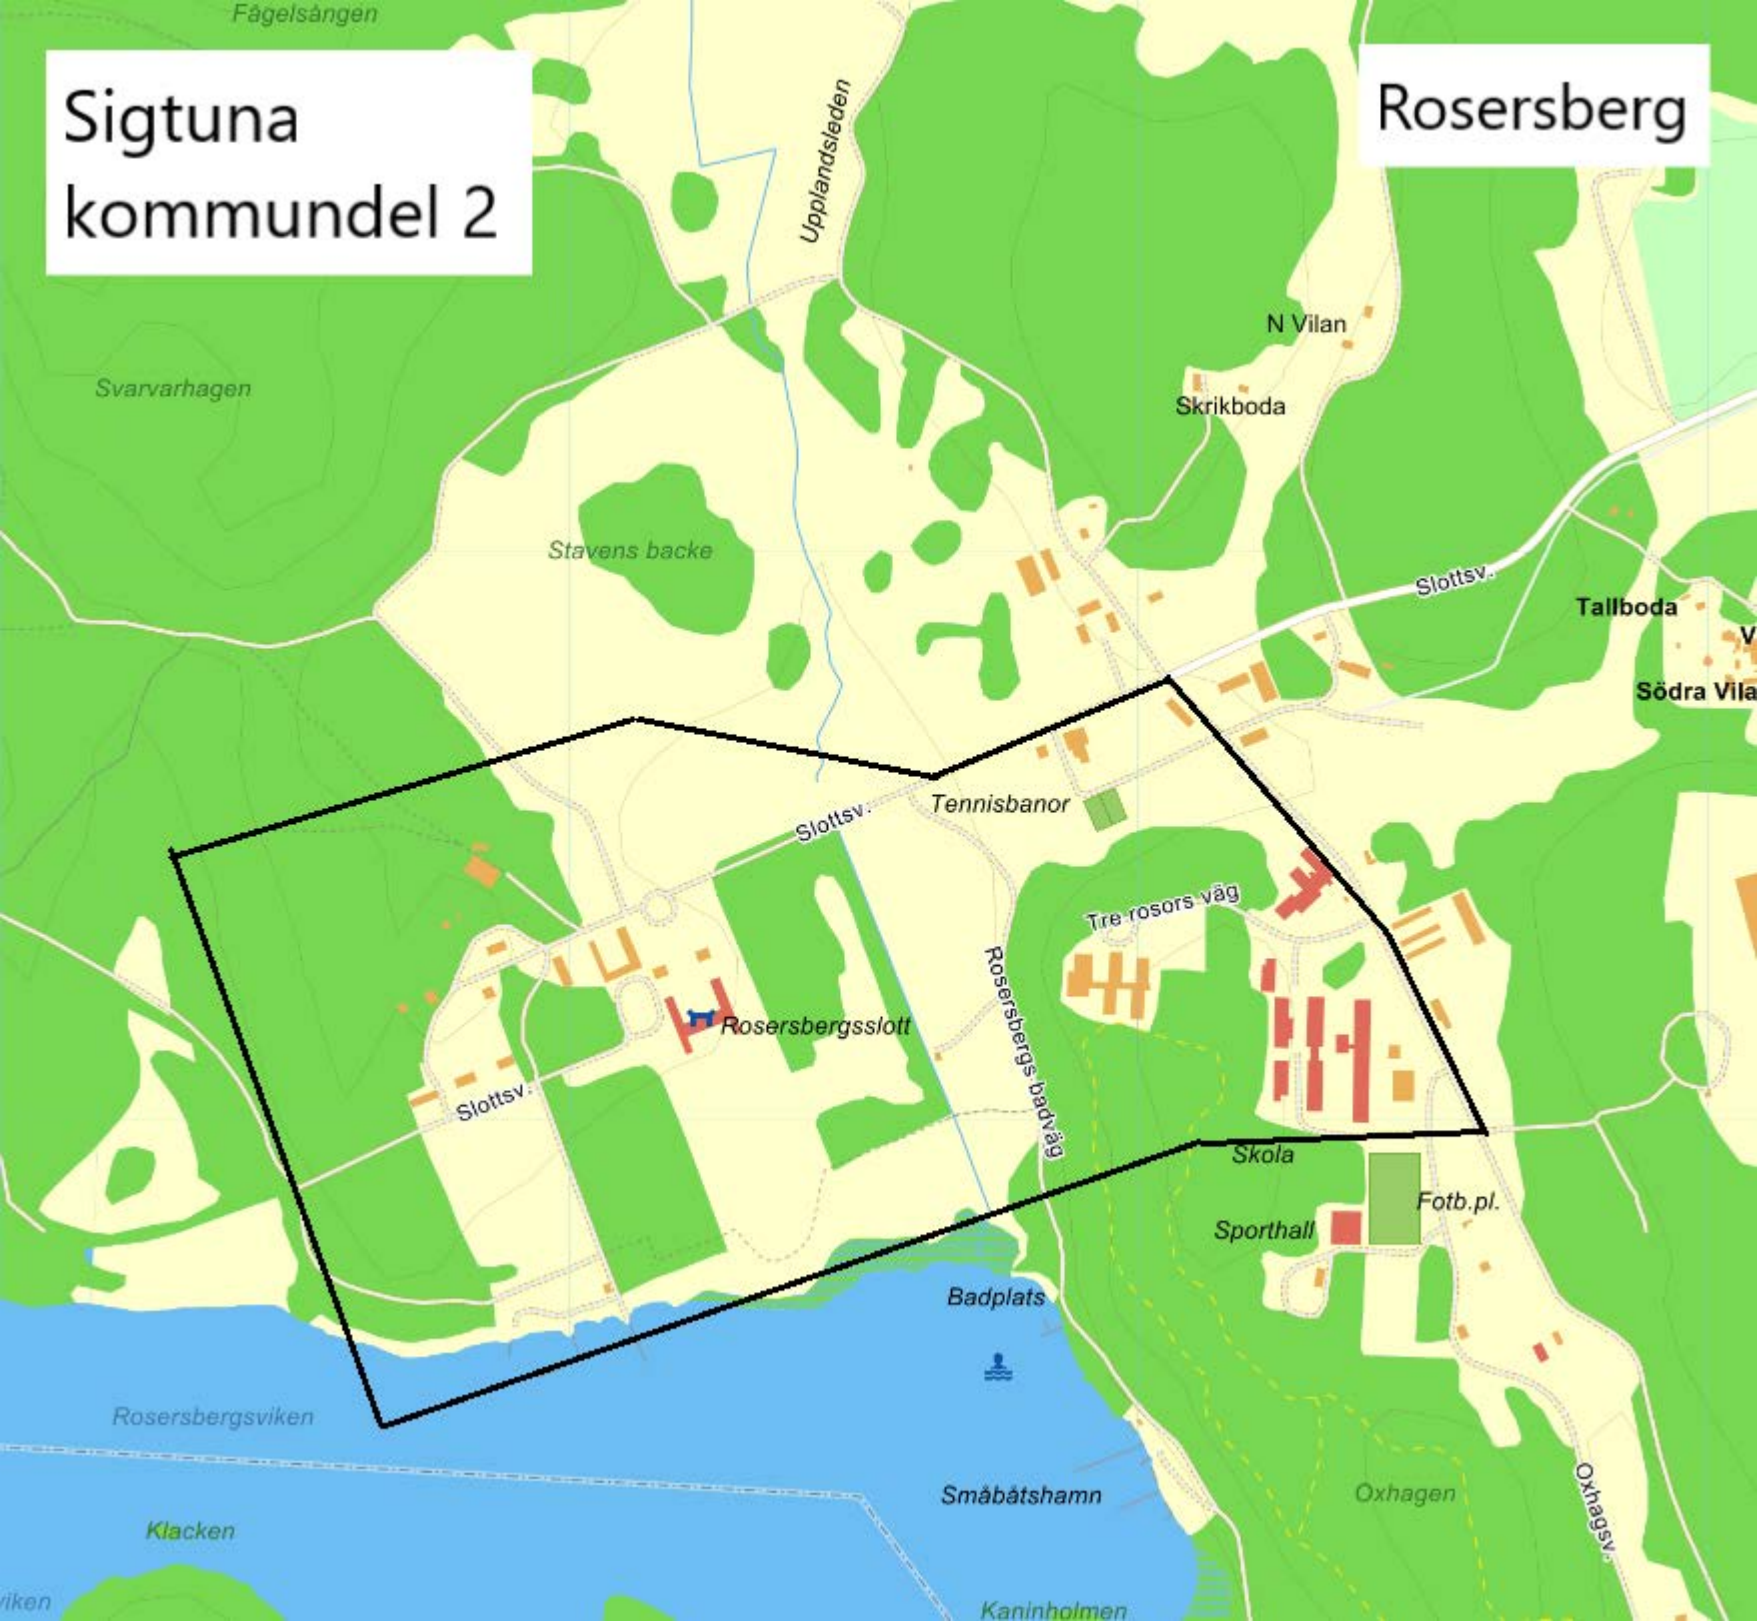 Fågelsången
Sigtuna
kommundel 2
Rosersberg
Upplandsleden
N Vilan
Svarvarhagen
Skrikboda
Stavens backe
Slottsv.
Tallboda
V
Södra Vila
Tennisbanor
Slottsv.
Tre rosors väg
Rosersbergs badväg
Rosersbergsslott
Slottsv.
Skola
Fotb.pl.
Sporthall
Badplats
Rosersbergsviken
Småbåtshamn
Oxhagen
Oxhagsv.
Klacken
viken
Kaninholmen